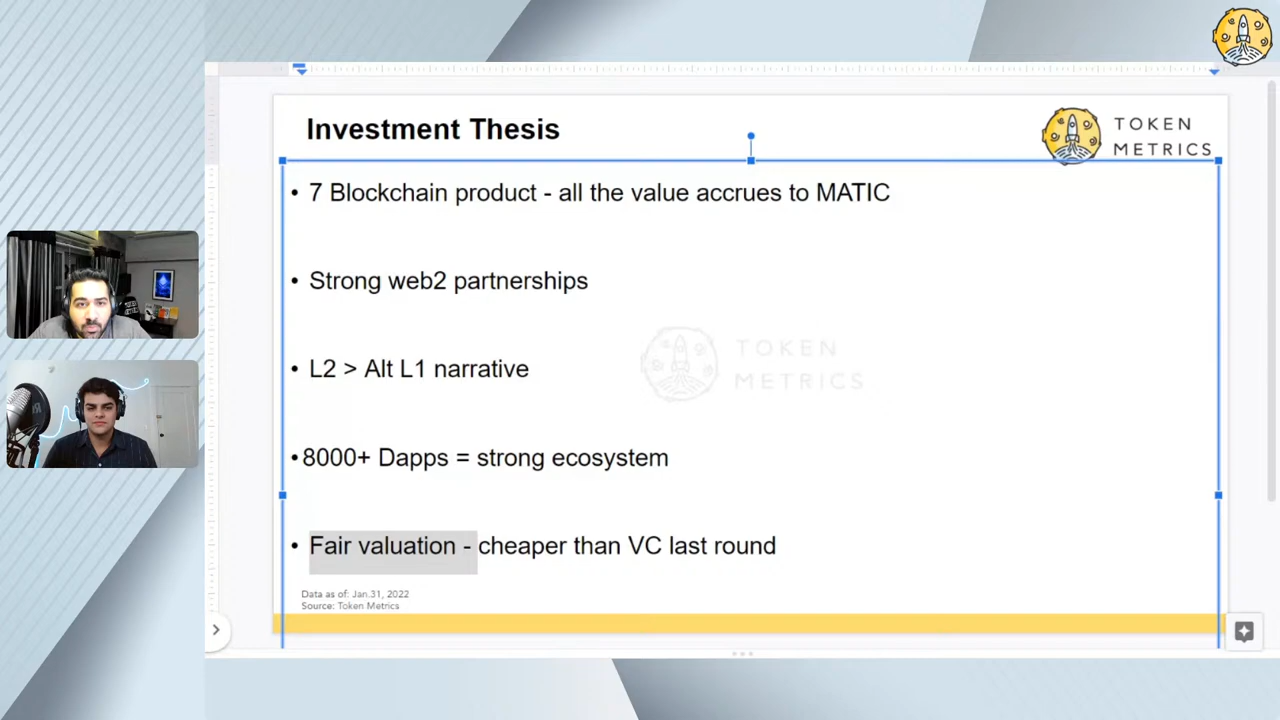 Investment Thesis
TOKEN
METRICS
• 7 Blockchain product - all the value accrues to MATIC
• Strong web2 partnerships
• L2 > Alt L1 narrative
TOKEN
METRICS
•8000+ Dapps = strong ecosystem
• Fair valuation - cheaper than VC last round
Data as of: Jan.31, 2022
Source: Token Metrics